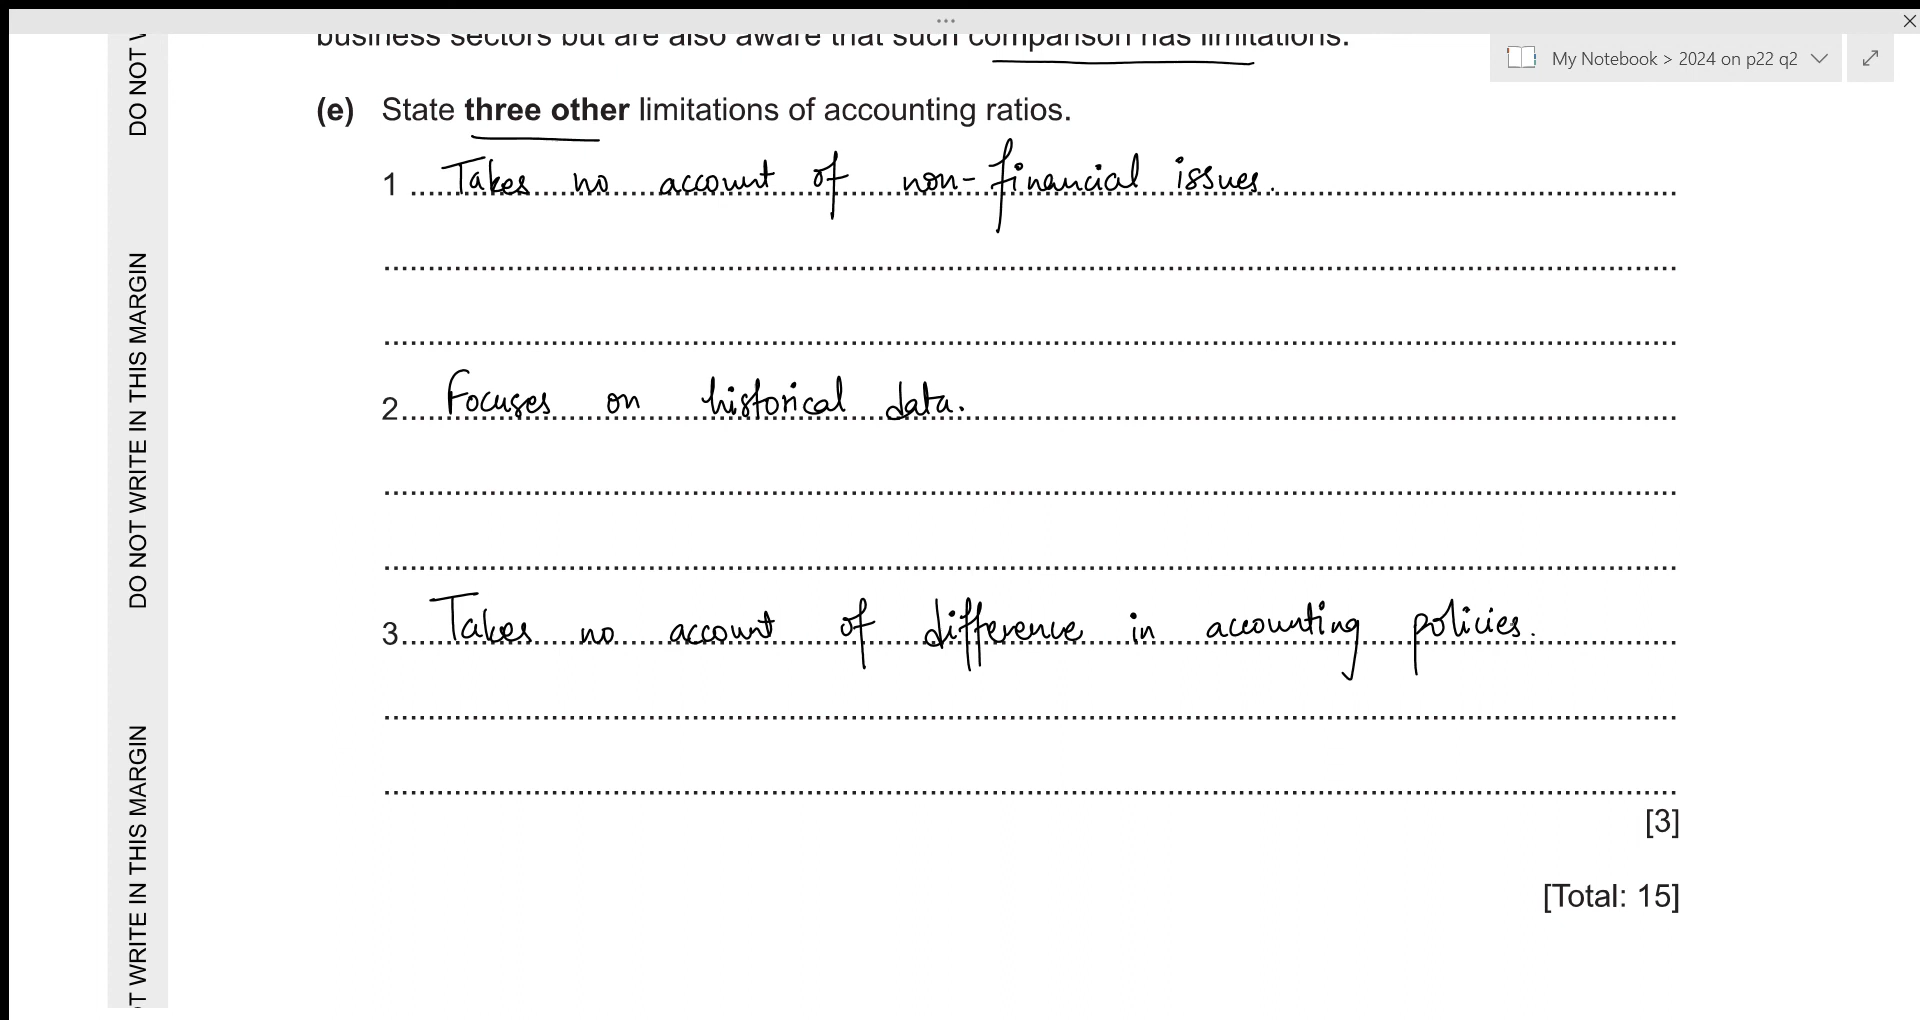 business sectors but are also aware that such comparison has limitations.
My Notebook > 2024 on p22 q2
(e) State three other limitations of accounting ratios.
1 Takes no account of non-financial issues.
2 Focuses on historical data.
3 Takes no account of difference in accounting policies.
[3]
[Total: 15]
DO NOT W
DO NOT WRITE IN THIS MARGIN
OT WRITE IN THIS MARGIN